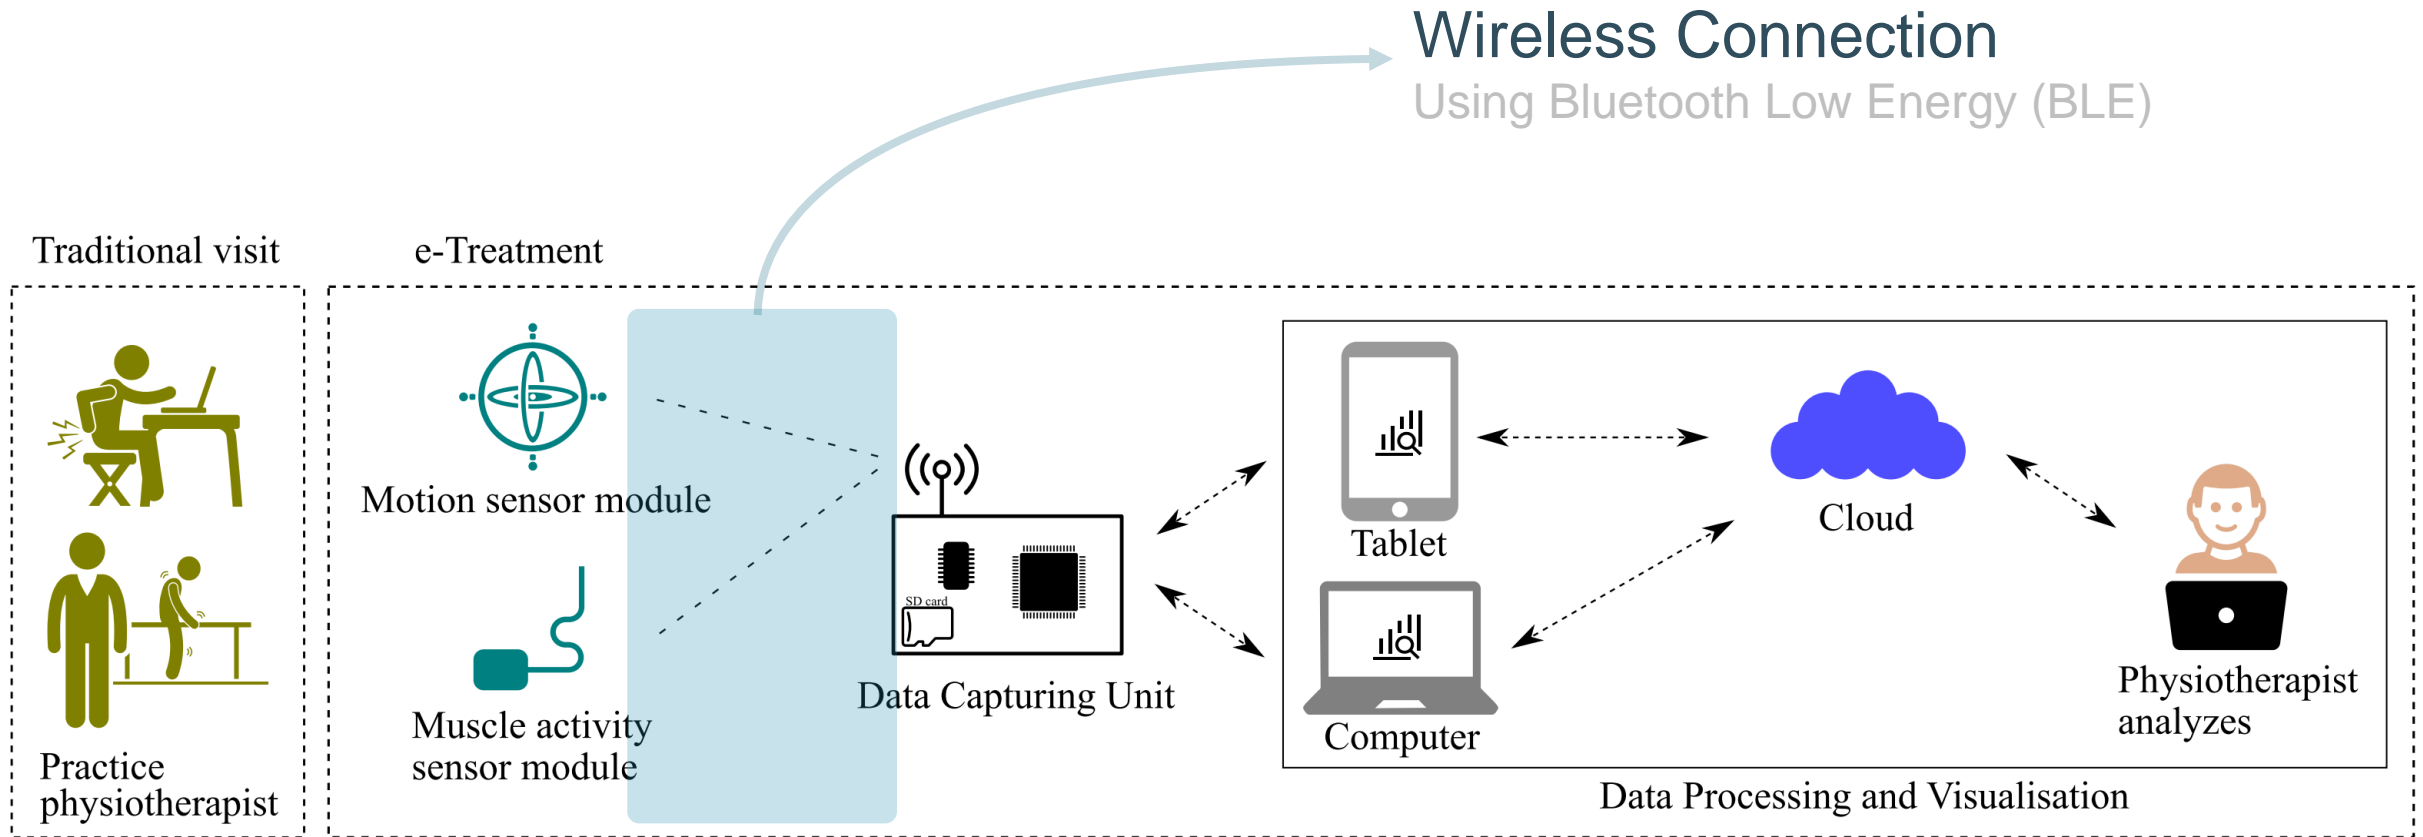 Wireless Connection
Using Bluetooth Low Energy (BLE)
Traditional visit
e-Treatment
Motion sensor module
Muscle activity
sensor module
Practice
physiotherapist
SD card
Data Capturing Unit
Tablet
Computer
Cloud
Physiotherapist
analyzes
Data Processing and Visualisation